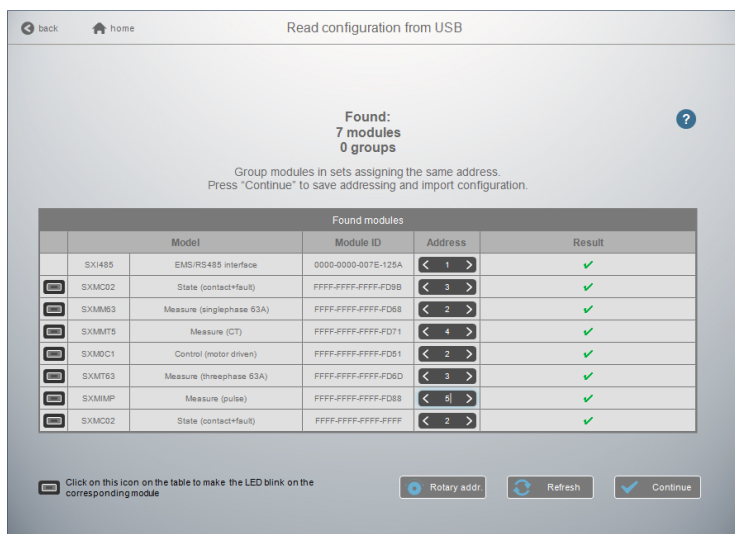 back home Read configuration from USB
Found:
7 modules
0 groups
?
Group modules in sets assigning the same address.
Press "Continue" to save addressing and import configuration.
Found modules
Model Module ID Address Result
SXI485 EMS/RS485 interface 0000-0000-007E-125A 1
SXMC02 State (contact+fault) FFFF-FFFF-FFFF-FD9B 3
SXMM63 Measure (singlephase 63A) FFFF-FFFF-FFFF-FD68 2
SXMMT5 Measure (CT) FFFF-FFFF-FFFF-FD71 4
SXM0C1 Control (motor driven) FFFF-FFFF-FFFF-FD51 2
SXMT63 Measure (threephase 63A) FFFF-FFFF-FFFF-FD6D 3
SXMIMP Measure (pulse) FFFF-FFFF-FFFF-FD88 5
SXMC02 State (contact+fault) FFFF-FFFF-FFFF-FFFF 2
Click on this icon on the table to make the LED blink on the
corresponding module
Rotary addr. Refresh Continue